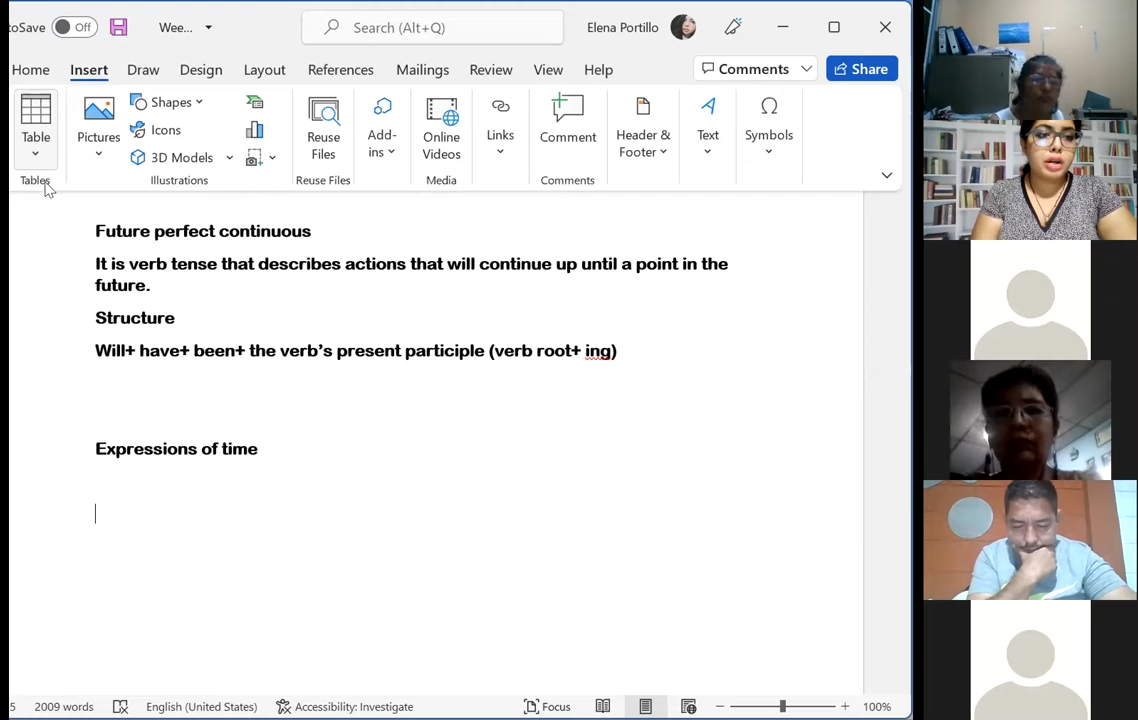 toSave Off Wee... Search (Alt+Q) Elena Portillo
Home Insert Draw Design Layout References Mailings Review View Help Comments Share
Table Pictures Shapes Icons 3D Models Reuse Files Add-ins Online Videos Links Comment Header & Footer Text Symbols
Tables Illustrations Reuse Files Media Comments
Future perfect continuous
It is verb tense that describes actions that will continue up until a point in the
future.
Structure
Will+ have+ been+ the verb’s present participle (verb root+ ing)
Expressions of time
5 2009 words English (United States) Accessibility: Investigate Focus 100%